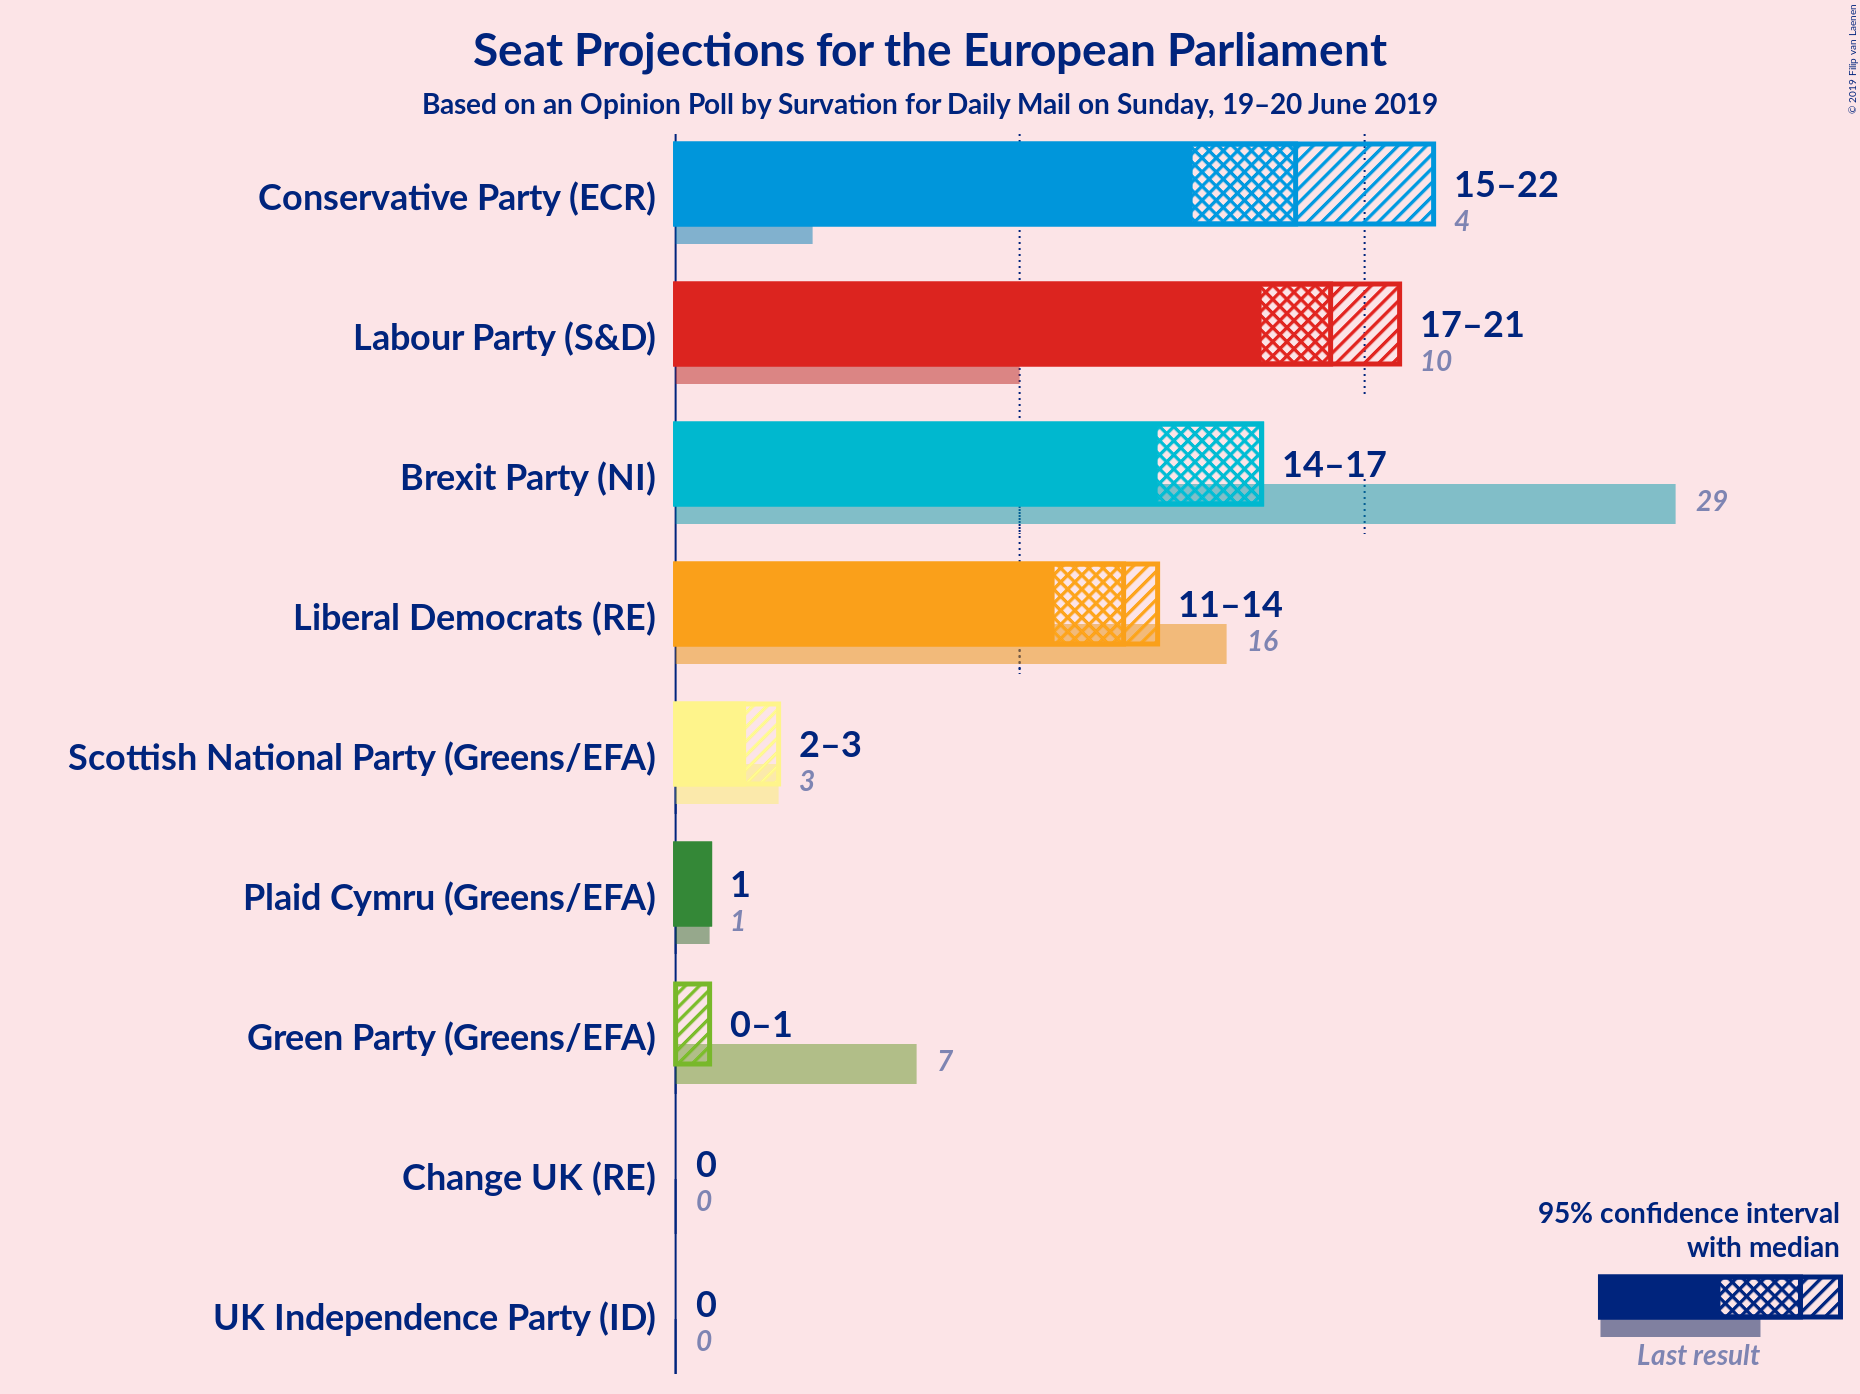 Seat Projections for the European Parliament
Based on an Opinion Poll by Survation for Daily Mail on Sunday, 19–20 June 2019
© 2019 Filip van Laenen
Conservative Party (ECR)
15–22
4
Labour Party (S&D)
17–21
10
Brexit Party (NI)
14–17
29
Liberal Democrats (RE)
11–14
16
Scottish National Party (Greens/EFA)
2–3
3
Plaid Cymru (Greens/EFA)
1
1
Green Party (Greens/EFA)
0–1
7
Change UK (RE)
0
0
UK Independence Party (ID)
0
0
95% confidence interval
with median
Last result